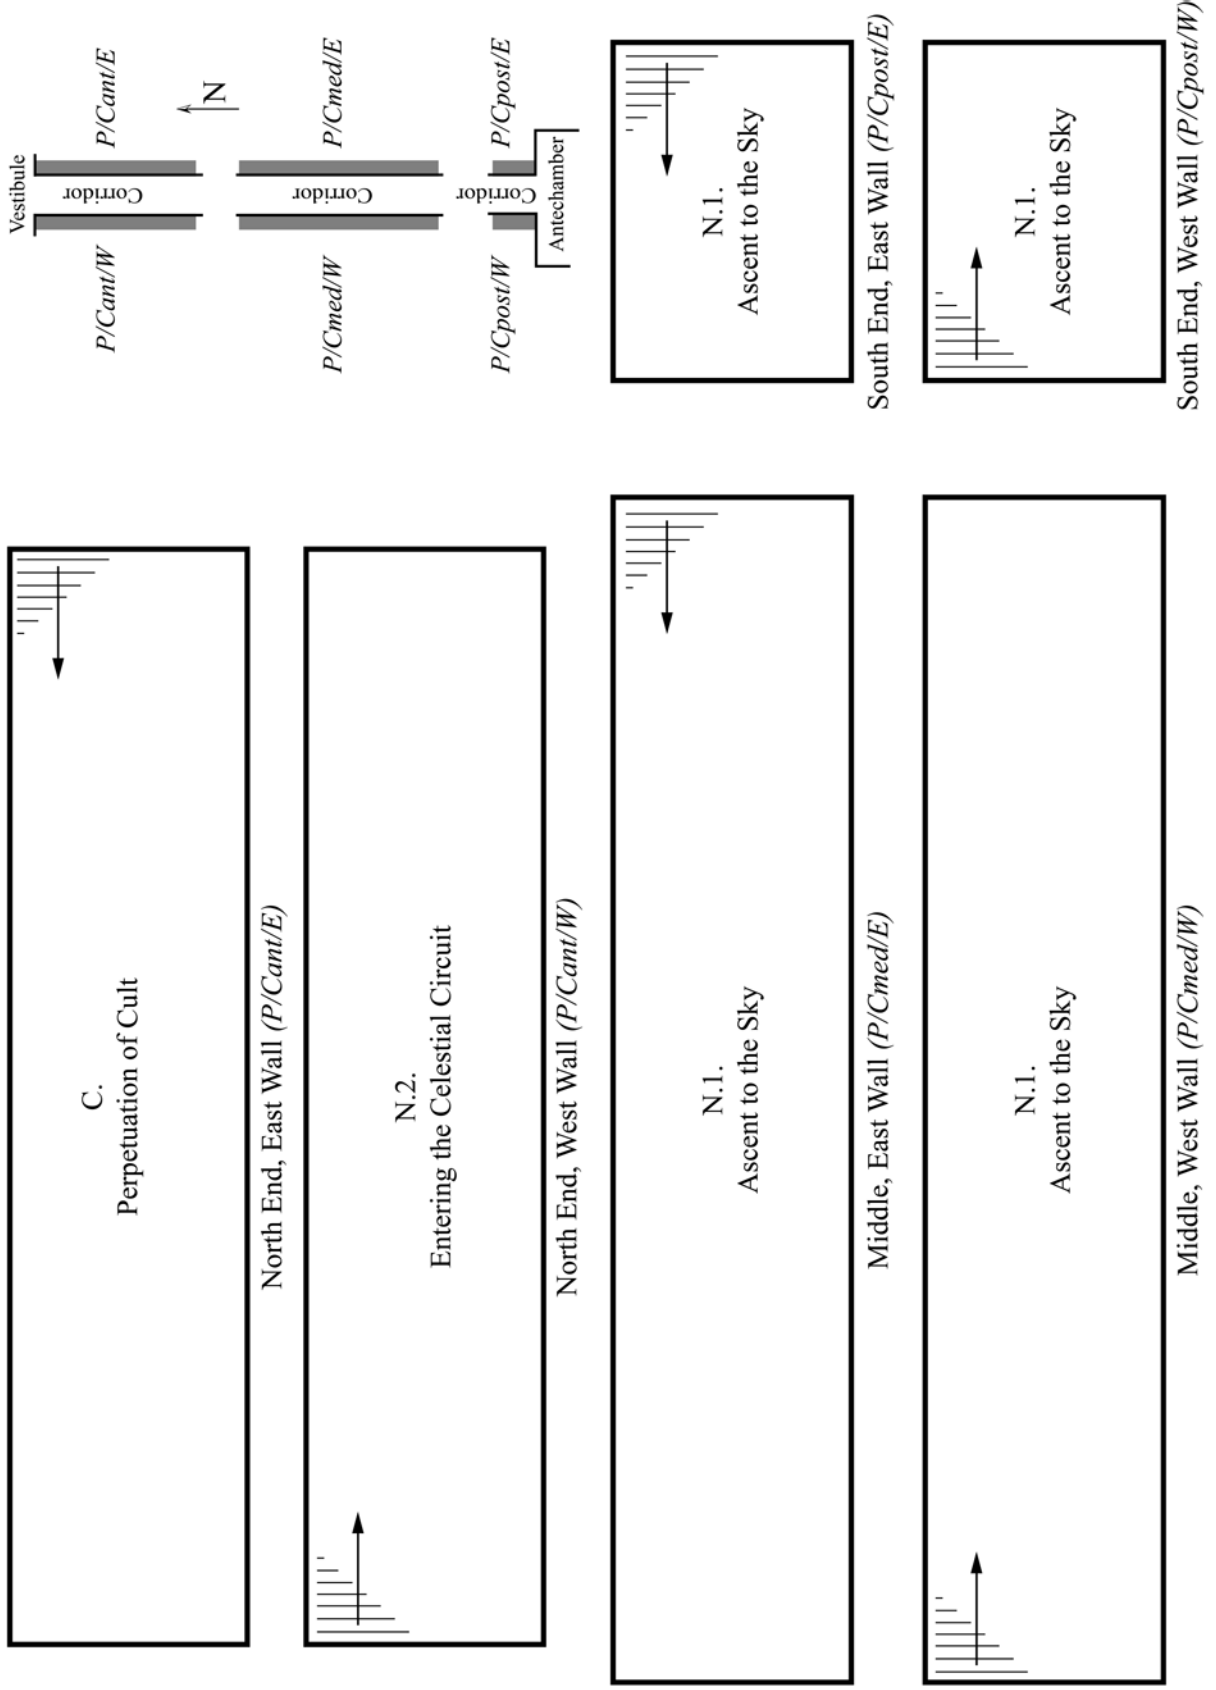 Vestibule
P/Cant/W
Corridor
P/Cant/E
N
P/Cmed/W
Corridor
P/Cmed/E
P/Cpost/W
Corridor
P/Cpost/E
Antechamber
C.
Perpetuation of Cult
North End, East Wall (P/Cant/E)
N.2.
Entering the Celestial Circuit
North End, West Wall (P/Cant/W)
N.1.
Ascent to the Sky
Middle, East Wall (P/Cmed/E)
N.1.
Ascent to the Sky
South End, East Wall (P/Cpost/E)
N.1.
Ascent to the Sky
Middle, West Wall (P/Cmed/W)
N.1.
Ascent to the Sky
South End, West Wall (P/Cpost/W)